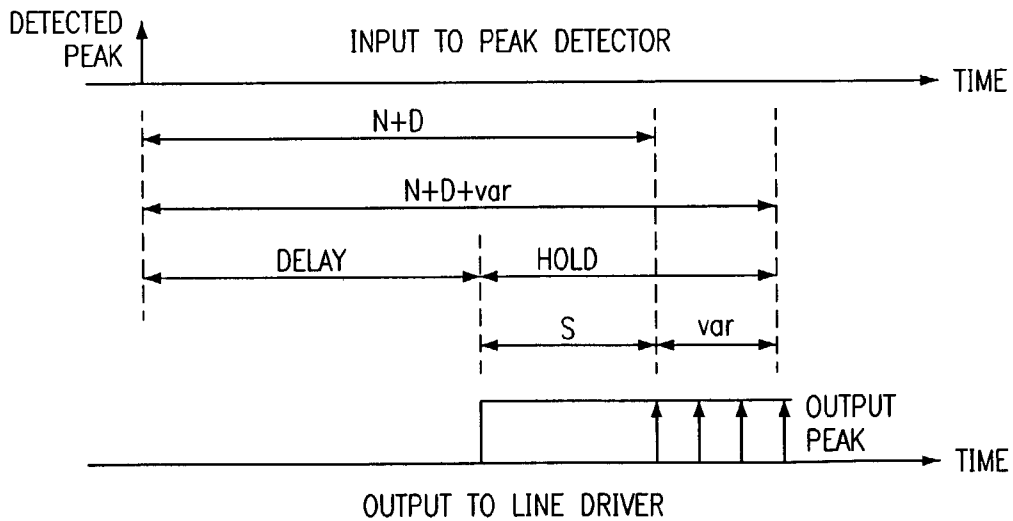 DETECTED
PEAK
INPUT TO PEAK DETECTOR
TIME
N+D
N+D+var
DELAY
HOLD
S
var
OUTPUT
PEAK
TIME
OUTPUT TO LINE DRIVER